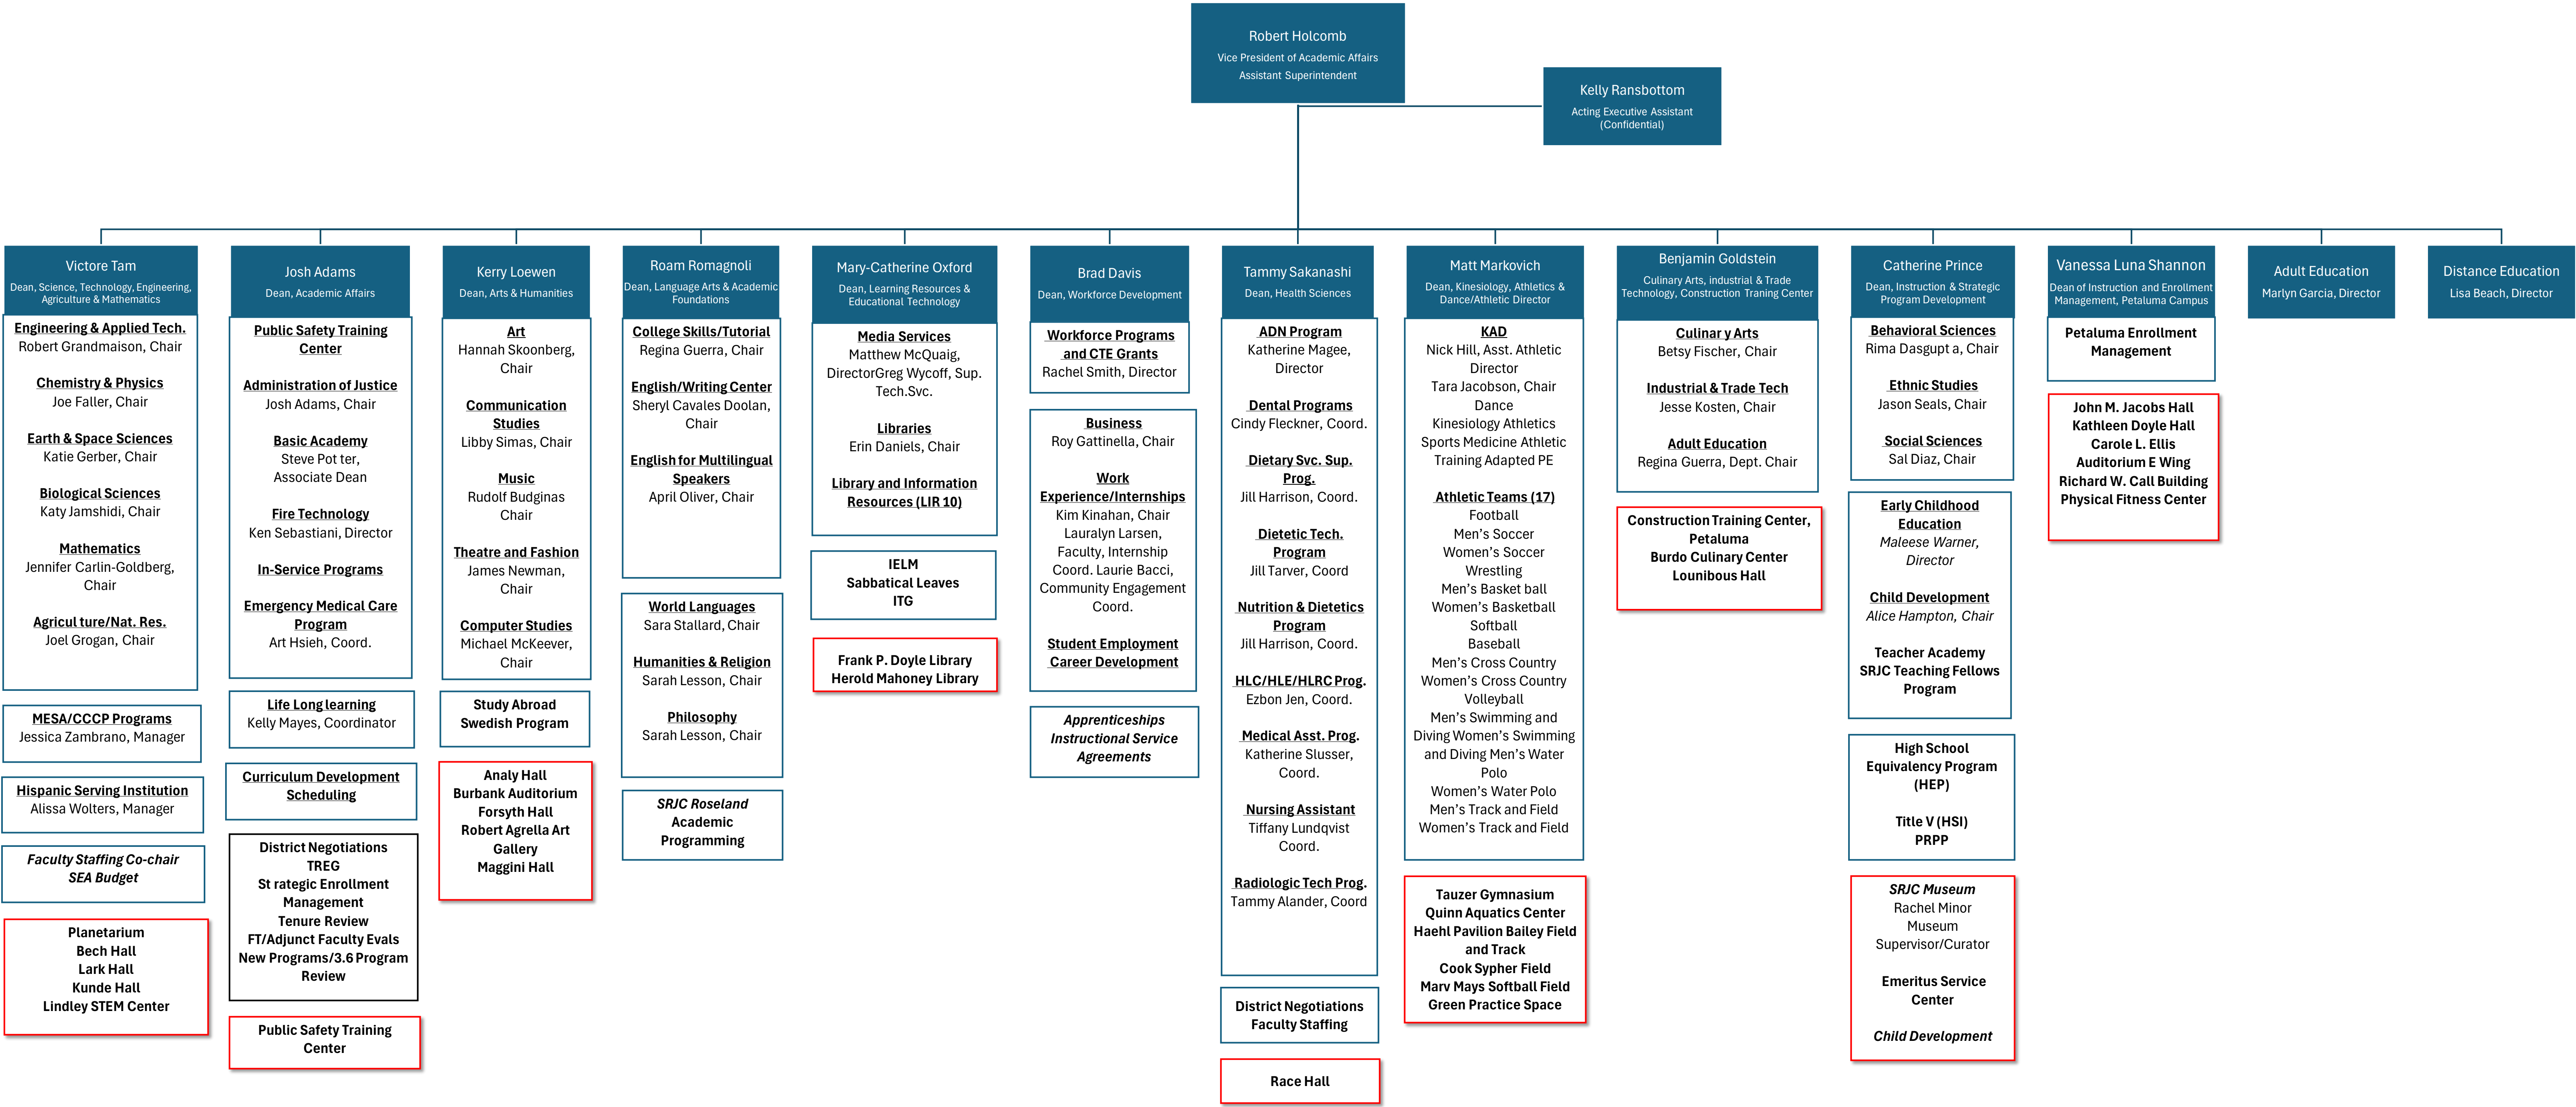 Robert Holcomb
Vice President of Academic Affairs
Assistant Superintendent
Kelly Ransbottom
Acting Executive Assistant
(Confidential)
Victore Tam
Dean, Science, Technology, Engineering,
Agriculture & Mathematics
Engineering & Applied Tech.
Robert Grandmaison, Chair
Chemistry & Physics
Joe Faller, Chair
Earth & Space Sciences
Katie Gerber, Chair
Biological Sciences
Katy Jamshidi, Chair
Mathematics
Jennifer Carlin-Goldberg,
Chair
Agricul ture/Nat. Res.
Joel Grogan, Chair
MESA/CCCP Programs
Jessica Zambrano, Manager
Hispanic Serving Institution
Alissa Wolters, Manager
Faculty Staffing Co-chair
SEA Budget
Planetarium
Bech Hall
Lark Hall
Kunde Hall
Lindley STEM Center
Josh Adams
Dean, Academic Affairs
Public Safety Training
Center
Administration of Justice
Josh Adams, Chair
Basic Academy
Steve Pot ter,
Associate Dean
Fire Technology
Ken Sebastiani, Director
In-Service Programs
Emergency Medical Care
Program
Art Hsieh, Coord.
Life Long learning
Kelly Mayes, Coordinator
Curriculum Development
Scheduling
District Negotiations
TREG
St rategic Enrollment
Management
Tenure Review
FT/Adjunct Faculty Evals
New Programs/3.6 Program
Review
Public Safety Training
Center
Kerry Loewen
Dean, Arts & Humanities
Art
Hannah Skoonberg,
Chair
Communication
Studies
Libby Simas, Chair
Music
Rudolf Budginas
Chair
Theatre and Fashion
James Newman,
Chair
Computer Studies
Michael McKeever,
Chair
Study Abroad
Swedish Program
Analy Hall
Burbank Auditorium
Forsyth Hall
Robert Agrella Art
Gallery
Maggini Hall
Roam Romagnoli
Dean, Language Arts & Academic
Foundations
College Skills/Tutorial
Regina Guerra, Chair
English/Writing Center
Sheryl Cavales Doolan,
Chair
English for Multilingual
Speakers
April Oliver, Chair
World Languages
Sara Stallard, Chair
Humanities & Religion
Sarah Lesson, Chair
Philosophy
Sarah Lesson, Chair
SRJC Roseland
Academic
Programming
Mary-Catherine Oxford
Dean, Learning Resources &
Educational Technology
Media Services
Matthew McQuaig,
DirectorGreg Wycoff, Sup.
Tech.Svc.
Libraries
Erin Daniels, Chair
Library and Information
Resources (LIR 10)
IELM
Sabbatical Leaves
ITG
Frank P. Doyle Library
Herold Mahoney Library
Brad Davis
Dean, Workforce Development
Workforce Programs
and CTE Grants
Rachel Smith, Director
Business
Roy Gattinella, Chair
Work
Experience/Internships
Kim Kinahan, Chair
Lauralyn Larsen,
Faculty, Internship
Coord. Laurie Bacci,
Community Engagement
Coord.
Student Employment
Career Development
Apprenticeships
Instructional Service
Agreements
Tammy Sakanashi
Dean, Health Sciences
ADN Program
Katherine Magee,
Director
Dental Programs
Cindy Fleckner, Coord.
Dietary Svc. Sup.
Prog.
Jill Harrison, Coord.
Dietetic Tech.
Program
Jill Tarver, Coord
Nutrition & Dietetics
Program
Jill Harrison, Coord.
HLC/HLE/HLRC Prog.
Ezbon Jen, Coord.
Medical Asst. Prog.
Katherine Slusser,
Coord.
Nursing Assistant
Tiffany Lundqvist
Coord.
Radiologic Tech Prog.
Tammy Alander, Coord
District Negotiations
Faculty Staffing
Race Hall
Matt Markovich
Dean, Kinesiology, Athletics &
Dance/Athletic Director
KAD
Nick Hill, Asst. Athletic
Director
Tara Jacobson, Chair
Dance
Kinesiology Athletics
Sports Medicine Athletic
Training Adapted PE
Athletic Teams (17)
Football
Men's Soccer
Women's Soccer
Wrestling
Men's Basket ball
Women's Basketball
Softball
Baseball
Men's Cross Country
Women's Cross Country
Volleyball
Men's Swimming and
Diving Women's Swimming
and Diving Men's Water
Polo
Women's Water Polo
Men's Track and Field
Women's Track and Field
Tauzer Gymnasium
Quinn Aquatics Center
Haehl Pavilion Bailey Field
and Track
Cook Sypher Field
Marv Mays Softball Field
Green Practice Space
Benjamin Goldstein
Culinary Arts, industrial & Trade
Technology, Construction Traning Center
Culinar y Arts
Betsy Fischer, Chair
Industrial & Trade Tech
Jesse Kosten, Chair
Adult Education
Regina Guerra, Dept. Chair
Construction Training Center,
Petaluma
Burdo Culinary Center
Lounibous Hall
Catherine Prince
Dean, Instruction & Strategic
Program Development
Behavioral Sciences
Rima Dasgupt a, Chair
Ethnic Studies
Jason Seals, Chair
Social Sciences
Sal Diaz, Chair
Early Childhood
Education
Maleese Warner,
Director
Child Development
Alice Hampton, Chair
Teacher Academy
SRJC Teaching Fellows
Program
High School
Equivalency Program
(HEP)
Title V (HSI)
PRPP
SRJC Museum
Rachel Minor
Museum
Supervisor/Curator
Emeritus Service
Center
Child Development
Vanessa Luna Shannon
Dean of Instruction and Enrollment
Management, Petaluma Campus
Petaluma Enrollment
Management
John M. Jacobs Hall
Kathleen Doyle Hall
Carole L. Ellis
Auditorium E Wing
Richard W. Call Building
Physical Fitness Center
Adult Education
Marlyn Garcia, Director
Distance Education
Lisa Beach, Director